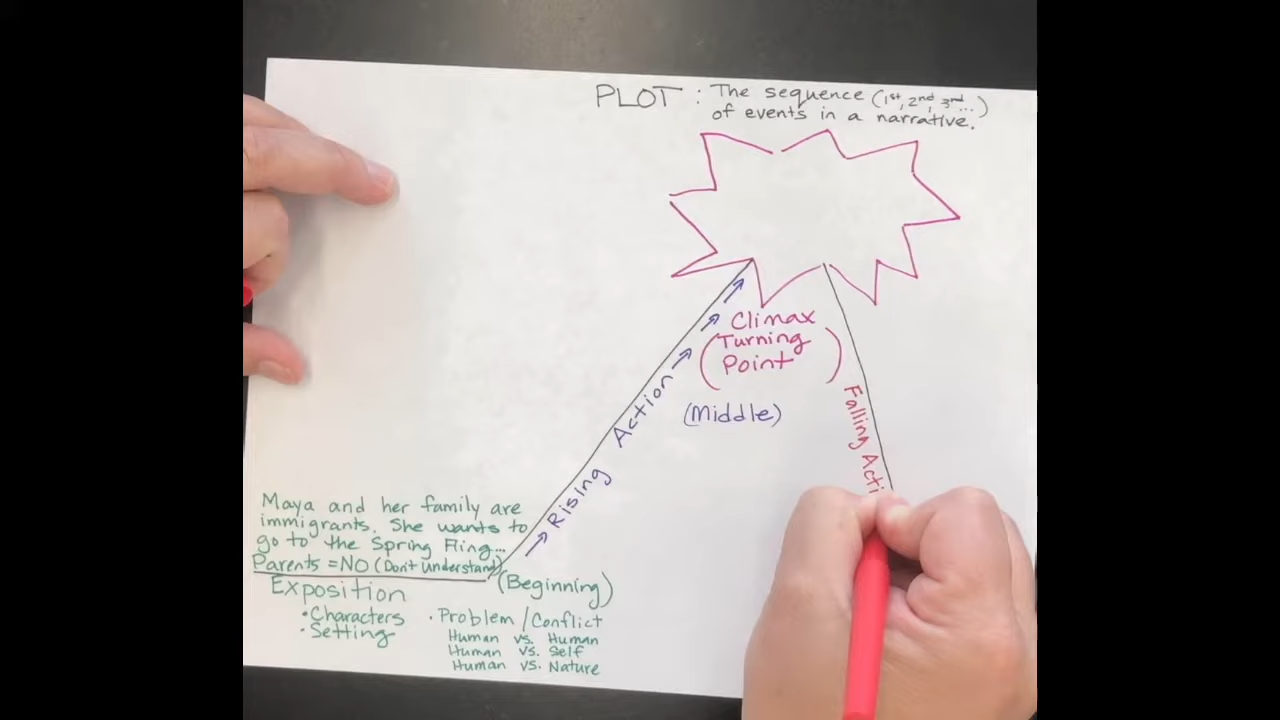 PLOT : The sequence (1st, 2nd, 3rd...)
of events in a narrative.
Climax
(Turning
Point)
(Middle)
Rising Action
Falling Acti
Maya and her family are
immigrants. She wants to
go to the Spring Fling...
Parents = NO (Don't understand)
Exposition
• Characters
• Setting
(Beginning)
• Problem / Conflict
Human vs. Human
Human vs. Self
Human vs. Nature